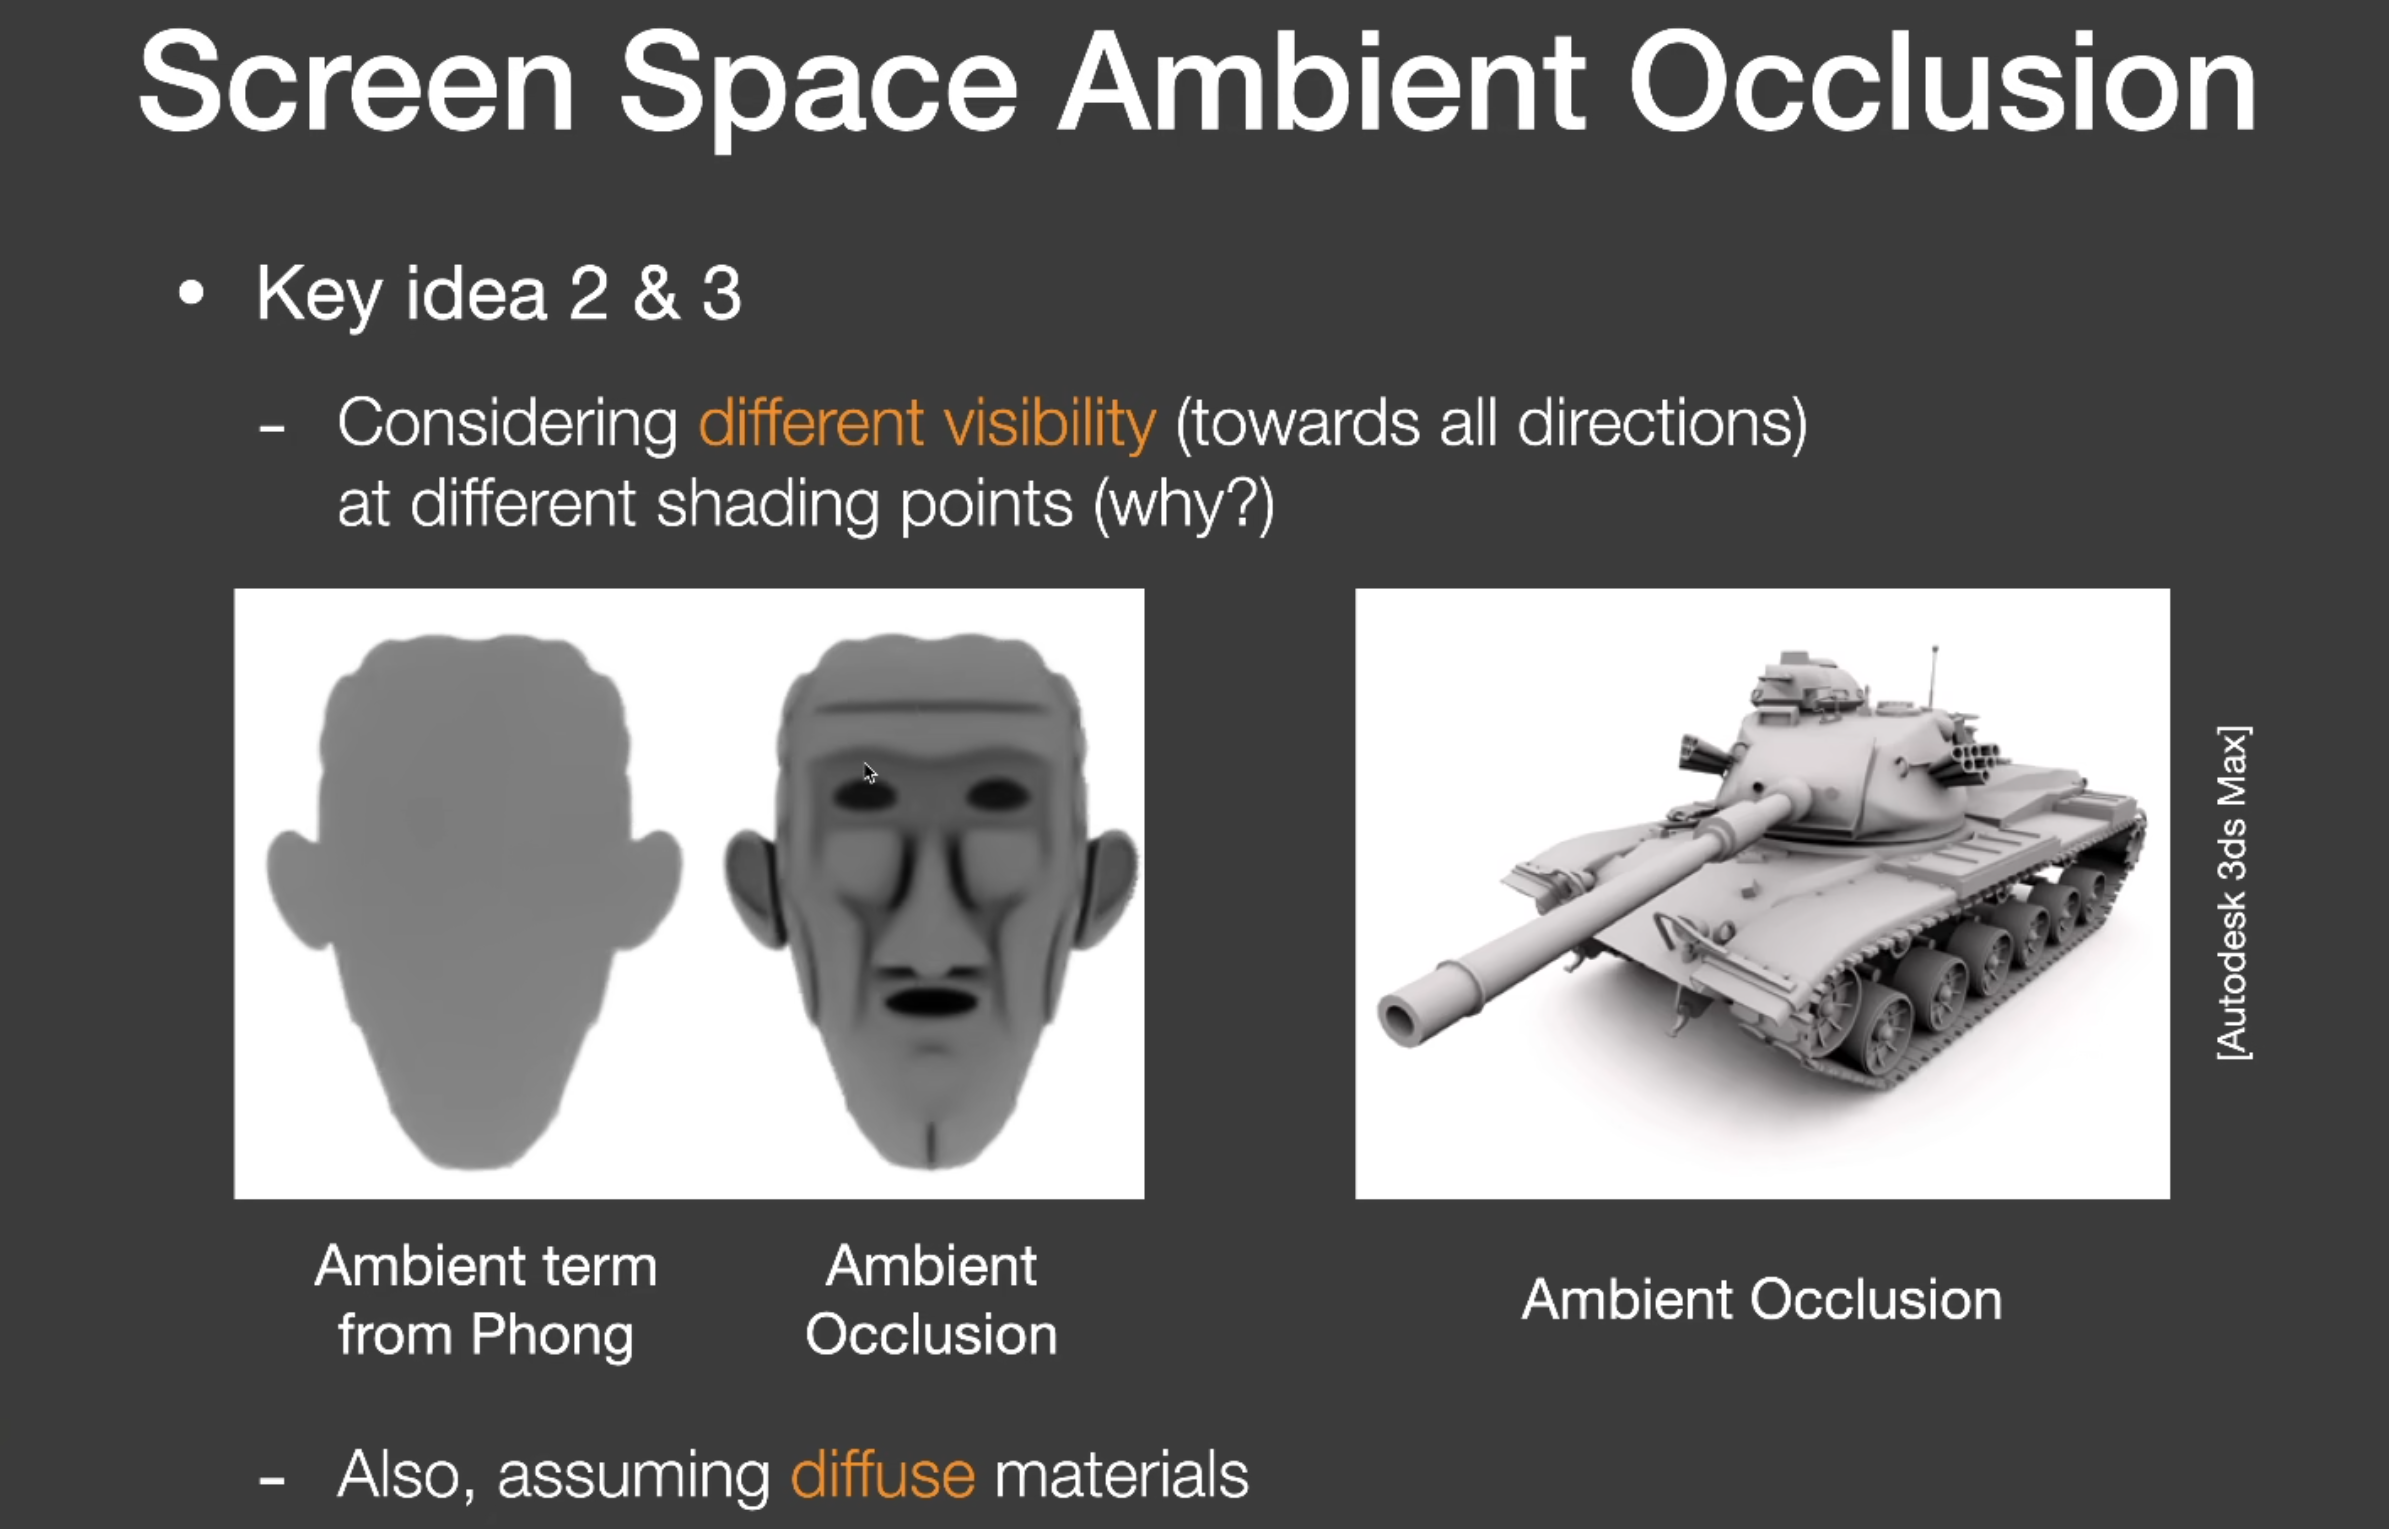 Screen Space Ambient Occlusion
• Key idea 2 & 3
- Considering different visibility (towards all directions)
at different shading points (why?)
[Autodesk 3ds Max]
Ambient term
from Phong
Ambient
Occlusion
Ambient Occlusion
- Also, assuming diffuse materials